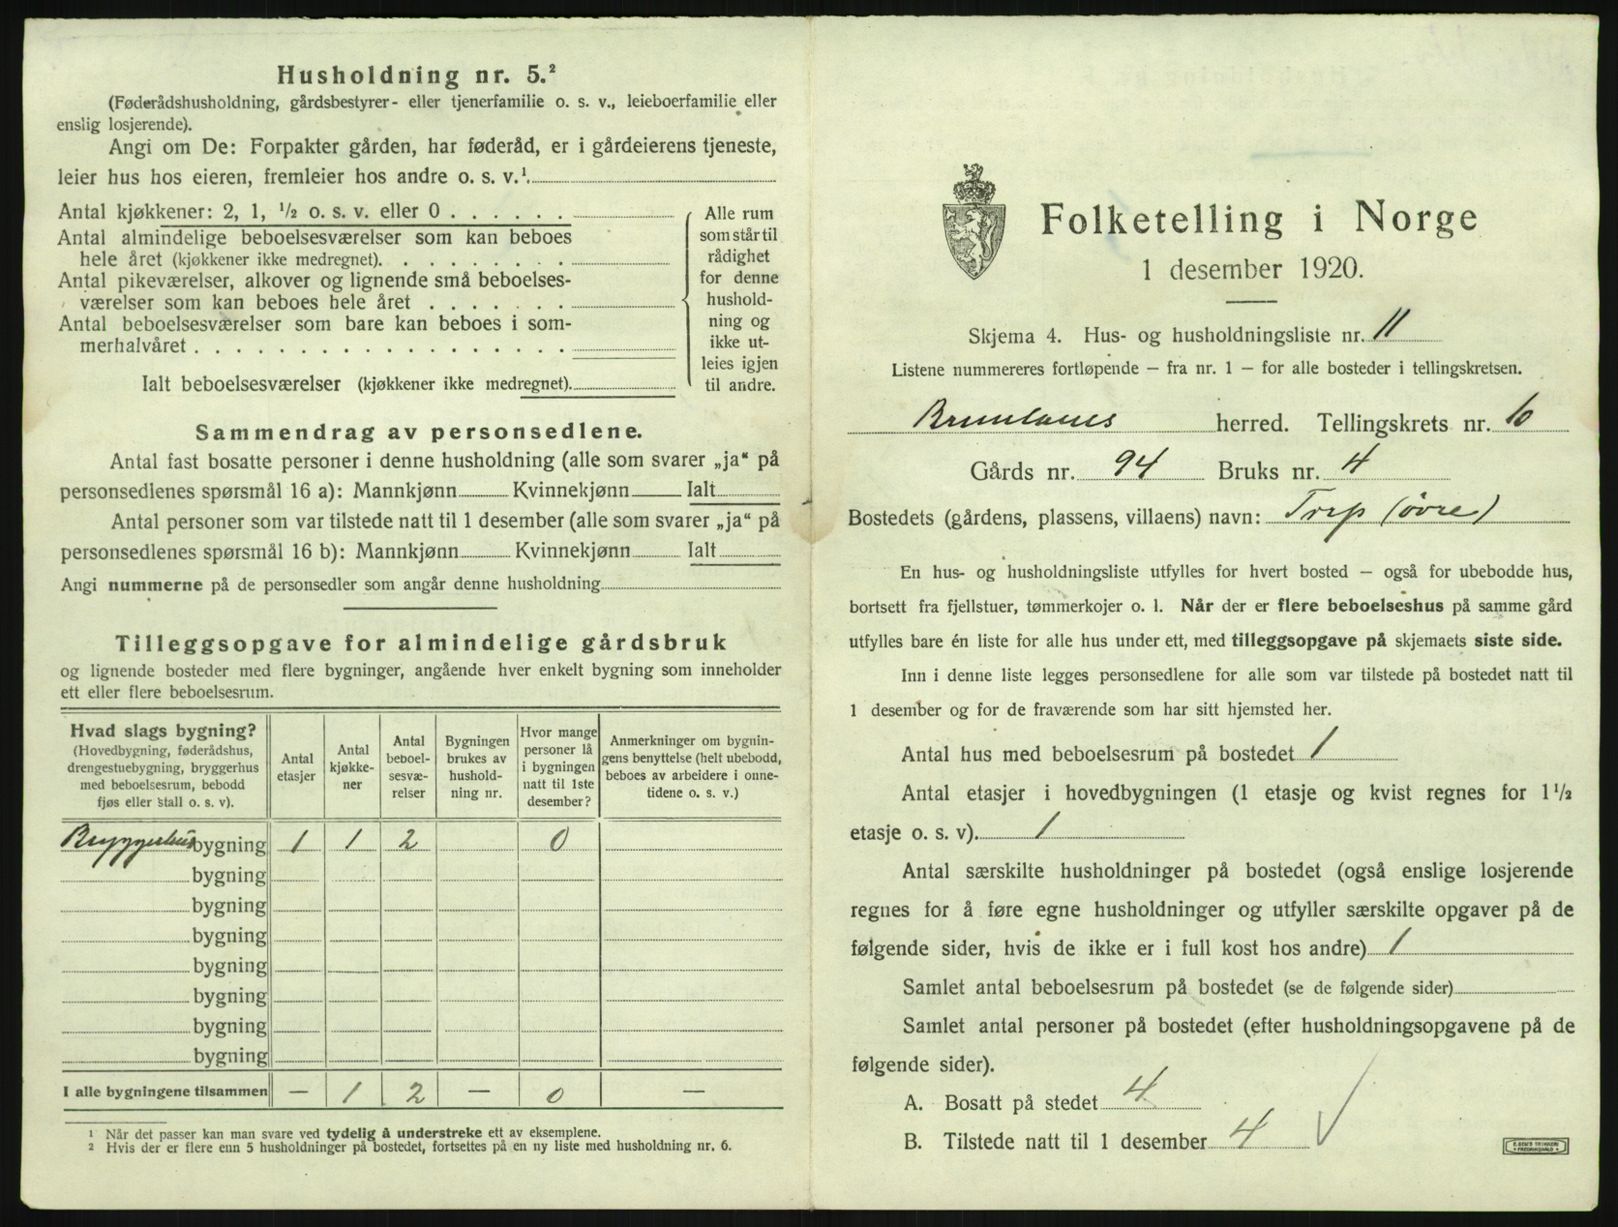 Husholdning nr. 5.²
(Føderådshusholdning, gårdsbestyrer- eller tjenerfamilie o. s. v., leieboerfamilie eller
enslig losjerende).
Angi om De: Forpakter gården, har føderåd, er i gårdeierens tjeneste,
leier hus hos eieren, fremleier hos andre o. s. v.¹.
Antal kjøkkener: 2, 1, ½ o. s. v. eller 0 . . . . . .
Antal almindelige beboelsesværelser som kan beboes
hele året (kjøkkener ikke medregnet). . . . . . . . .
Antal pikeværelser, alkover og lignende små beboelses-
værelser som kan beboes hele året . . . . . . .
Antal beboelsesværelser som bare kan beboes i som-
merhalvåret . . . . . . . . . . . . . . . . .
Ialt beboelsesværelser (kjøkkener ikke medregnet).
Alle rum
som står til
rådighet
for denne
hushold-
ning og
ikke ut-
leies igjen
til andre.
Sammendrag av personsedlene.
Antal fast bosatte personer i denne husholdning (alle som svarer „ja“ på
personsedlenes spørsmål 16 a): Mannkjønn Kvinnekjønn Ialt
Antal personer som var tilstede natt til 1 desember (alle som svarer „ja“ på
personsedlenes spørsmål 16 b): Mannkjønn Kvinnekjønn Ialt
Angi nummerne på de personsedler som angår denne husholdning
Tilleggsopgave for almindelige gårdsbruk
og lignende bosteder med flere bygninger, angående hver enkelt bygning som inneholder
ett eller flere beboelsesrum.
Hvad slags bygning?
(Hovedbygning, føderådshus,
drengestuebygning, bryggerhus
med beboelsesrum, bebodd
fjøs eller stall o. s. v).
Antal
etasjer
Antal
kjøkke-
ner
Antal
beboel-
sesvæ-
relser
Bygningen
brukes av
hushold-
ning nr.
Hvor mange
personer lå
i bygningen
natt til 1ste
desember?
Anmerkninger om bygnin-
gens benyttelse (helt ubebodd,
beboes av arbeidere i onne-
tidene o. s. v.)
Bryggerhus bygning 1 1 2 0
bygning
bygning
bygning
bygning
bygning
bygning
bygning
I alle bygningene tilsammen — 1 2 — 0 —
¹ Når det passer kan man svare ved tydelig å understreke ett av eksemplene.
² Hvis der er flere enn 5 husholdninger på bostedet, fortsettes på en ny liste med husholdning nr. 6.
Folketelling i Norge
1 desember 1920.
Skjema 4. Hus- og husholdningsliste nr. 11
Listene nummereres fortløpende — fra nr. 1 — for alle bosteder i tellingskretsen.
Brunlanes herred. Tellingskrets nr. 10
Gårds nr. 94 Bruks nr. 4
Bostedets (gårdens, plassens, villaens) navn: Trep (øvre)
En hus- og husholdningsliste utfylles for hvert bosted — også for ubebodde hus,
bortsett fra fjellstuer, tømmerkojer o. l. Når der er flere beboelseshus på samme gård
utfylles bare én liste for alle hus under ett, med tilleggsopgave på skjemaets siste side.
Inn i denne liste legges personsedlene for alle som var tilstede på bostedet natt til
1 desember og for de fraværende som har sitt hjemsted her.
Antal hus med beboelsesrum på bostedet 1
Antal etasjer i hovedbygningen (1 etasje og kvist regnes for 1½
etasje o. s. v). 1
Antal særskilte husholdninger på bostedet (også enslige losjerende
regnes for å føre egne husholdninger og utfyller særskilte opgaver på de
følgende sider, hvis de ikke er i full kost hos andre) 1
Samlet antal beboelsesrum på bostedet (se de følgende sider)
Samlet antal personer på bostedet (efter husholdningsopgavene på de
følgende sider).
A. Bosatt på stedet 4
B. Tilstede natt til 1 desember 4